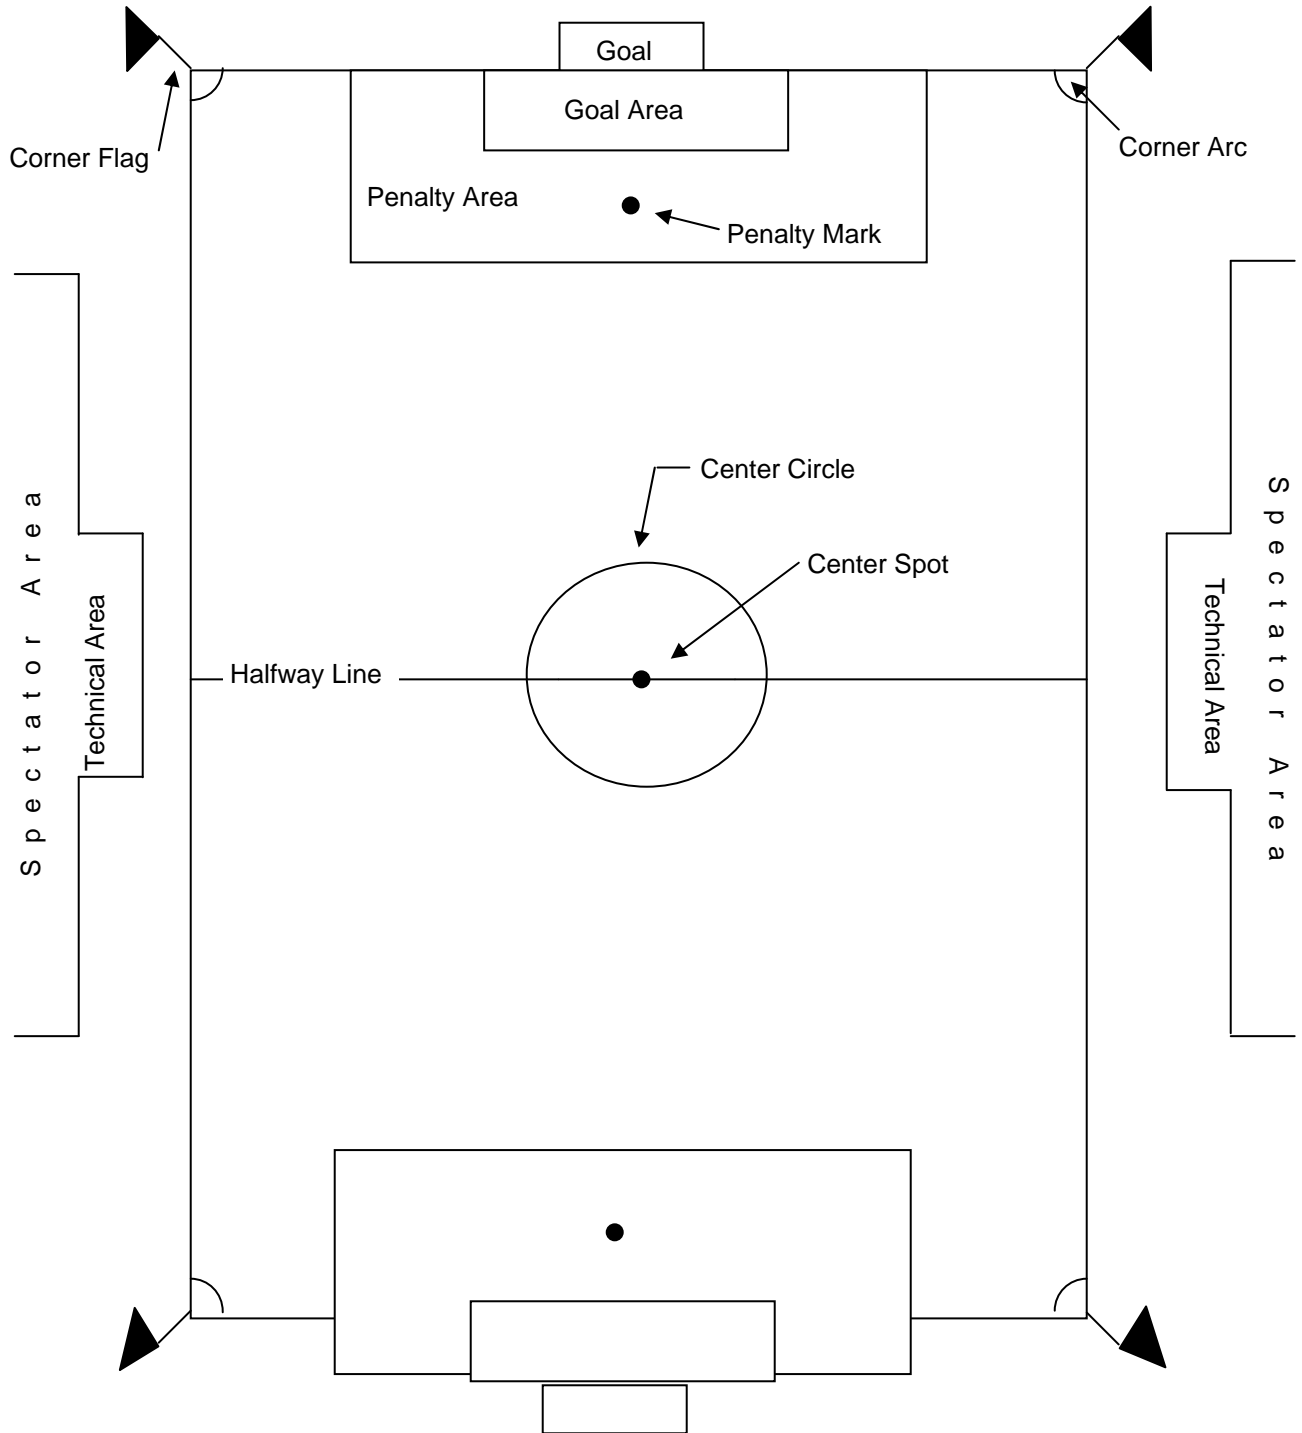 Goal
Goal Area
Corner Flag
Corner Arc
Penalty Area
Penalty Mark
Center Circle
Center Spot
Halfway Line
Spectator Area
Technical Area
Technical Area
Spectator Area